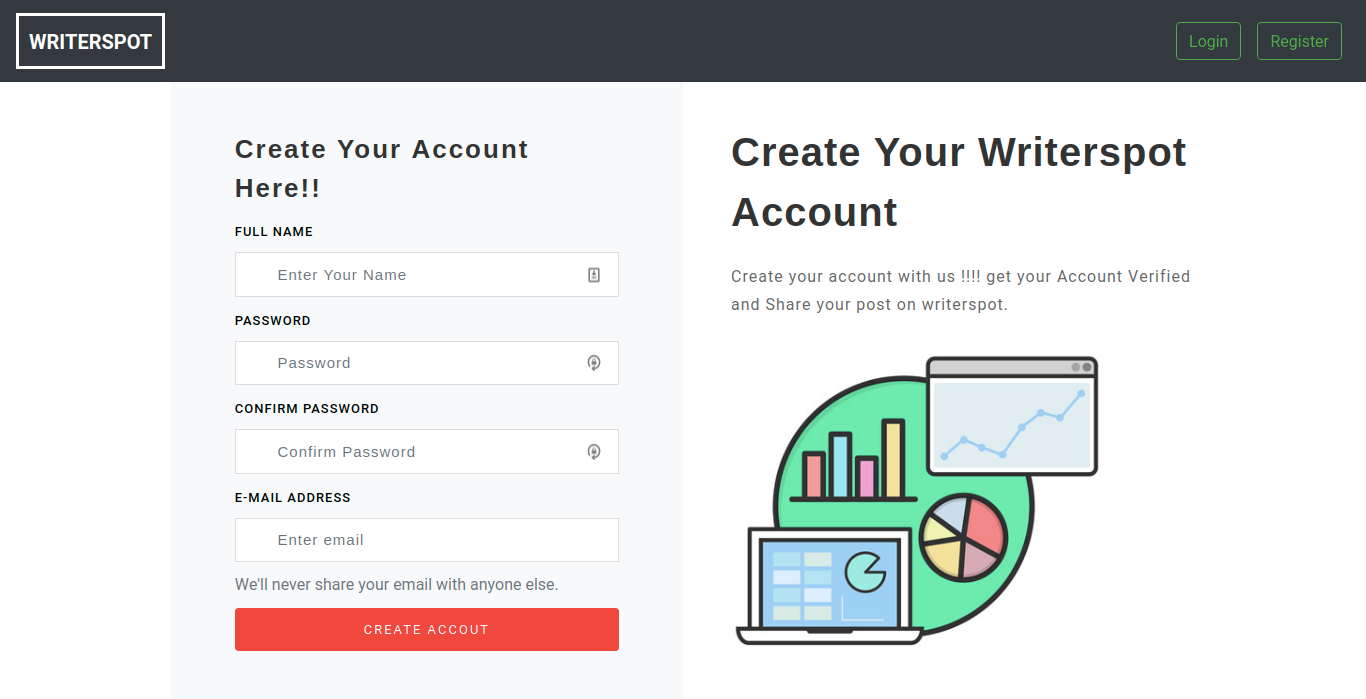 WRITERSPOT
Login
Register
Create Your Account
Here!!
FULL NAME
Enter Your Name
PASSWORD
Password
CONFIRM PASSWORD
Confirm Password
E-MAIL ADDRESS
Enter email
We'll never share your email with anyone else.
CREATE ACCOUT
Create Your Writerspot
Account
Create your account with us !!!! get your Account Verified
and Share your post on writerspot.